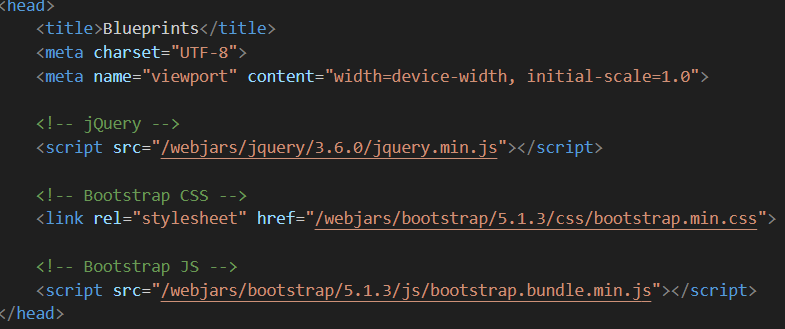 <head>
<title>Blueprints</title>
<meta charset="UTF-8">
<meta name="viewport" content="width=device-width, initial-scale=1.0">
<!-- jQuery -->
<script src="/webjars/jquery/3.6.0/jquery.min.js"></script>
<!-- Bootstrap CSS -->
<link rel="stylesheet" href="/webjars/bootstrap/5.1.3/css/bootstrap.min.css">
<!-- Bootstrap JS -->
<script src="/webjars/bootstrap/5.1.3/js/bootstrap.bundle.min.js"></script>
</head>